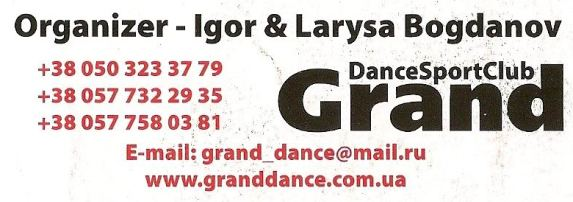 Organizer - Igor & Larysa Bogdanov
+38 050 323 37 79
+38 057 732 29 35
+38 057 758 03 81
DanceSportClub
Grand
E-mail: grand_dance@mail.ru
www.granddance.com.ua